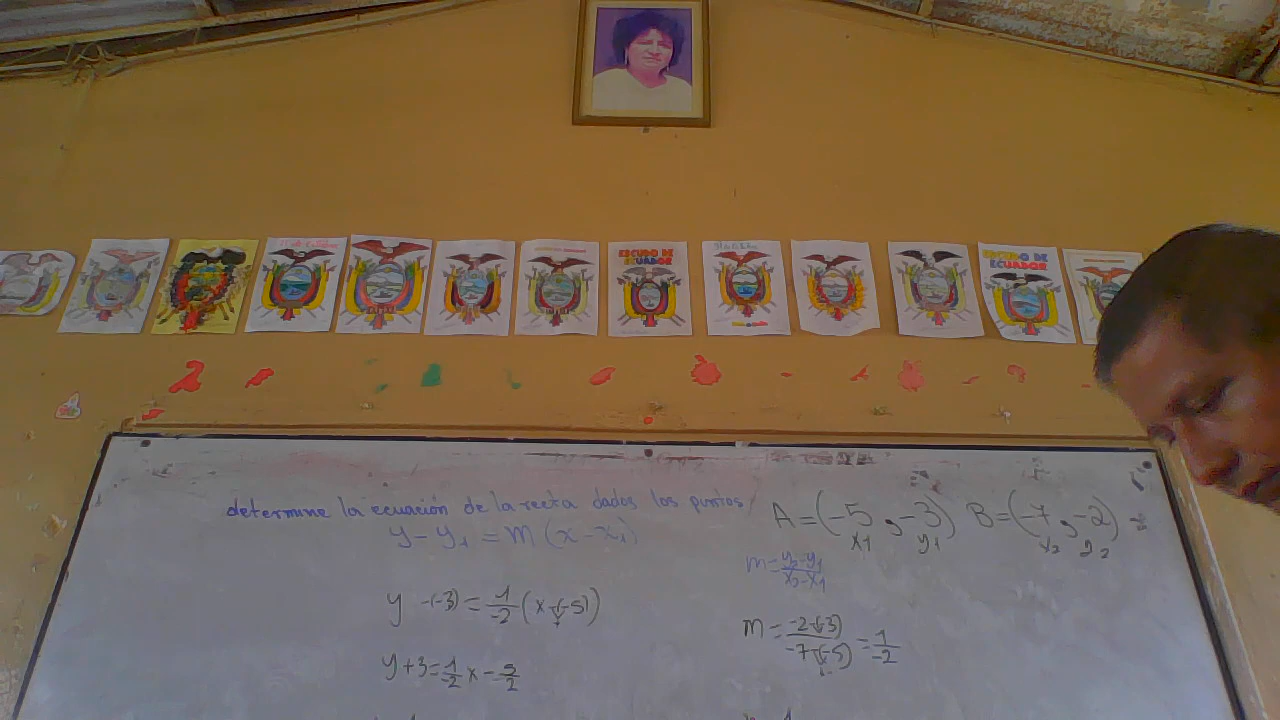 ESCUDO DE
ECUADOR
ESCUDO DE
ECUADOR
determine la ecuación de la recta dados los puntos A=(-5,-3) B=(-7,-2)
x1 y1 x2 y2
y-y1=m(x-x1)
m=y2-y1/x2-x1
y-(-3)=1/-2(x-(-5))
m=-2-(-3)/-7-(-5)=1/-2
y+3=1/-2x-5/2